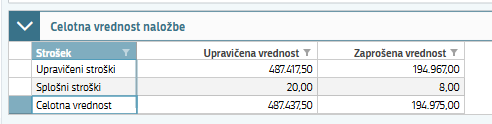 Celotna vrednost naložbe
Strošek Upravičena vrednost Zaprošena vrednost
Upravičeni stroški 487.417,50 194.967,00
Splošni stroški 20,00 8,00
Celotna vrednost 487.437,50 194.975,00